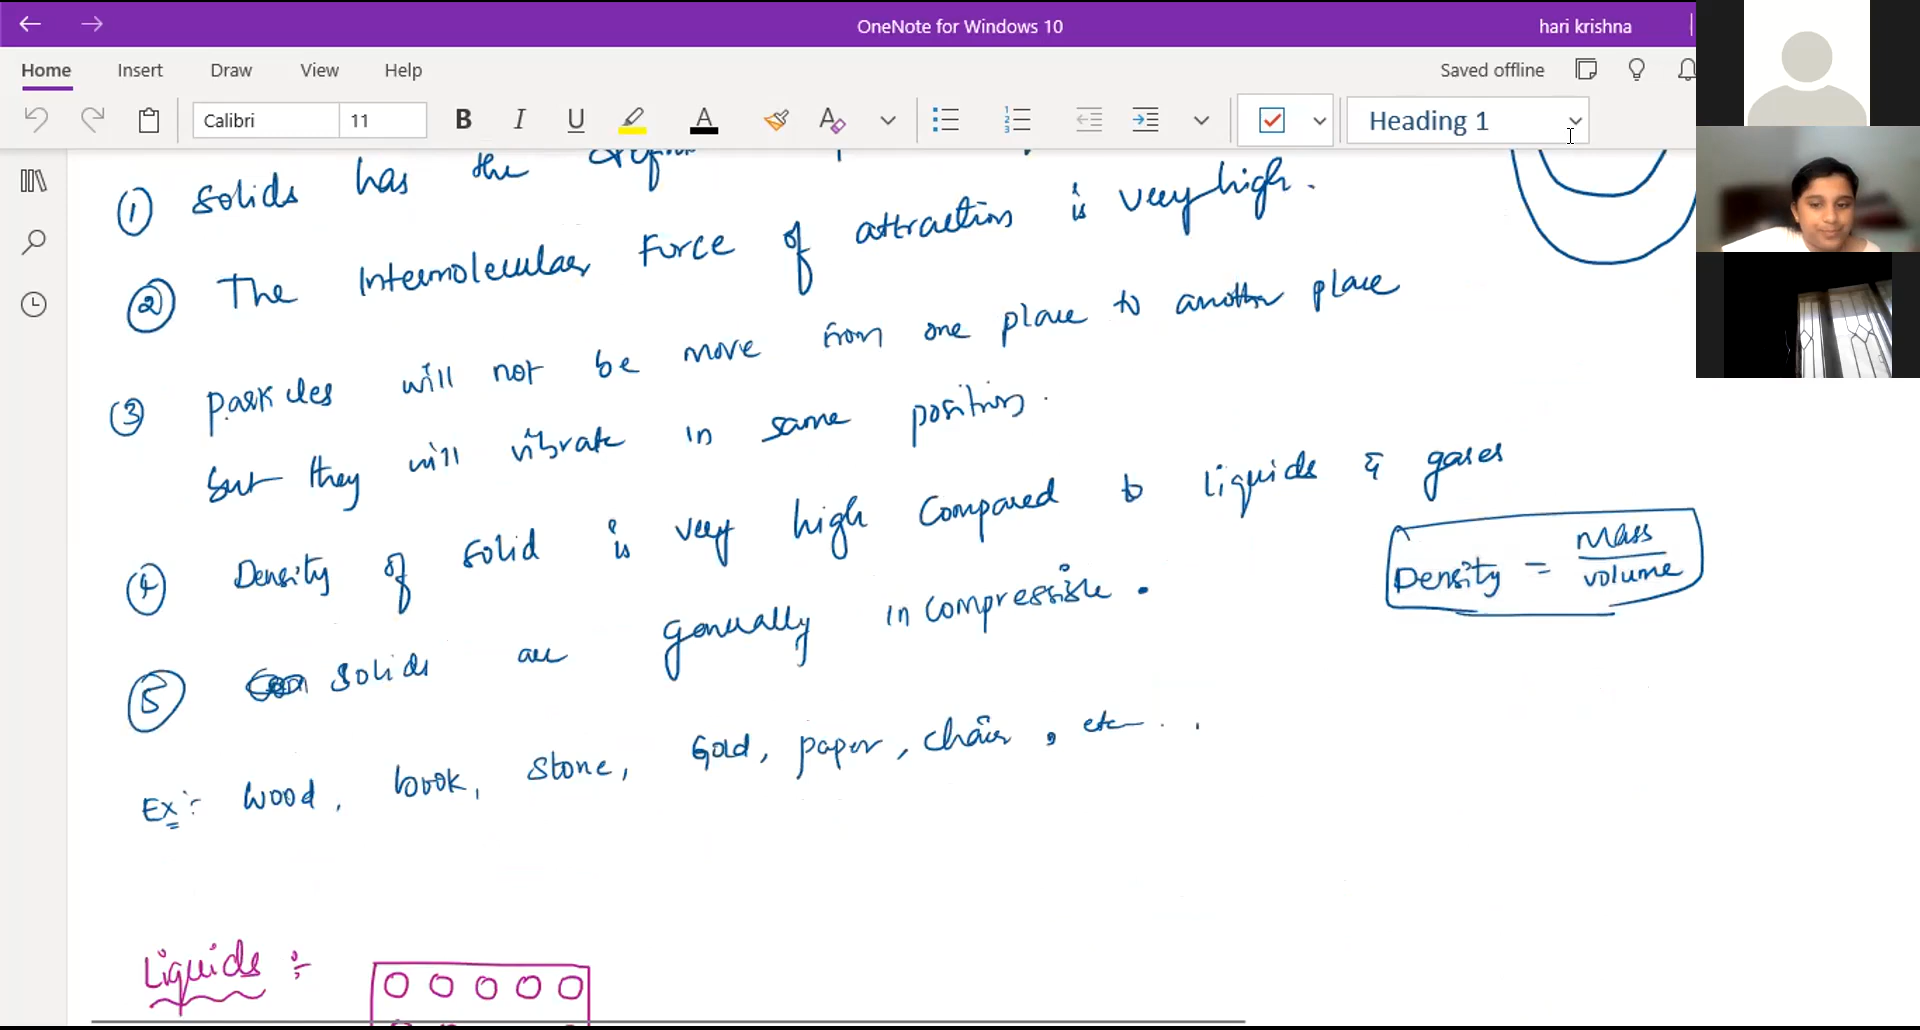 OneNote for Windows 10
hari krishna
Home Insert Draw View Help
Saved offline
Calibri 11 B I U A A Heading 1
① Solids has the
② The Intermolecular Force of attraction is very high.
③ particles will not be move from one place to another place
but they will vibrate in same position.
④ Density of solid is very high compared to liquids & gases
Density = Mass / volume
⑤ solids are generally incompressible.
Ex:- wood, book, stone, Gold, paper, chair, etc...
Liquids :-